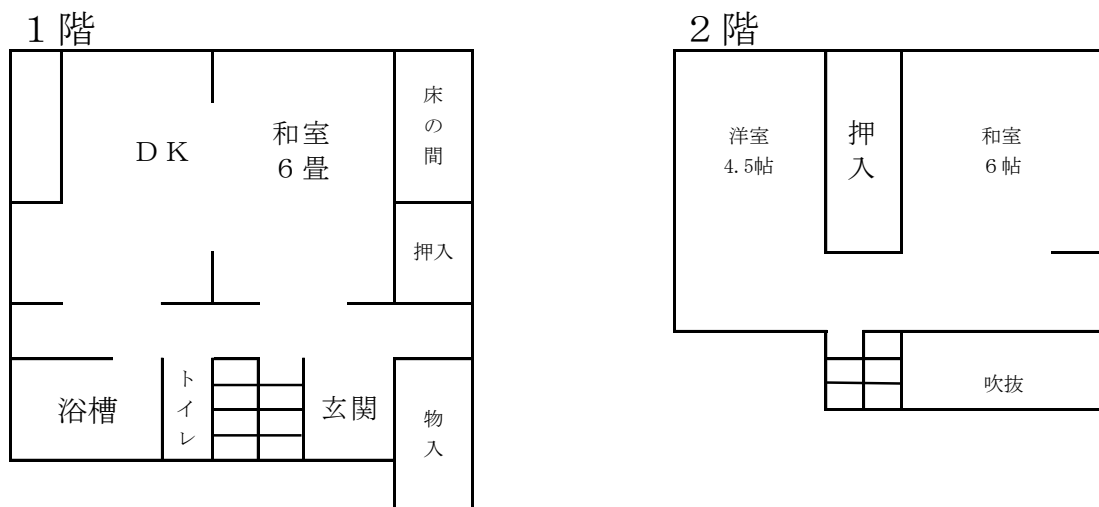 １階
ＤＫ
和室
６畳
床の間
押入
浴槽
トイレ
玄関
物入
２階
洋室
4.5帖
押入
和室
６帖
吹抜